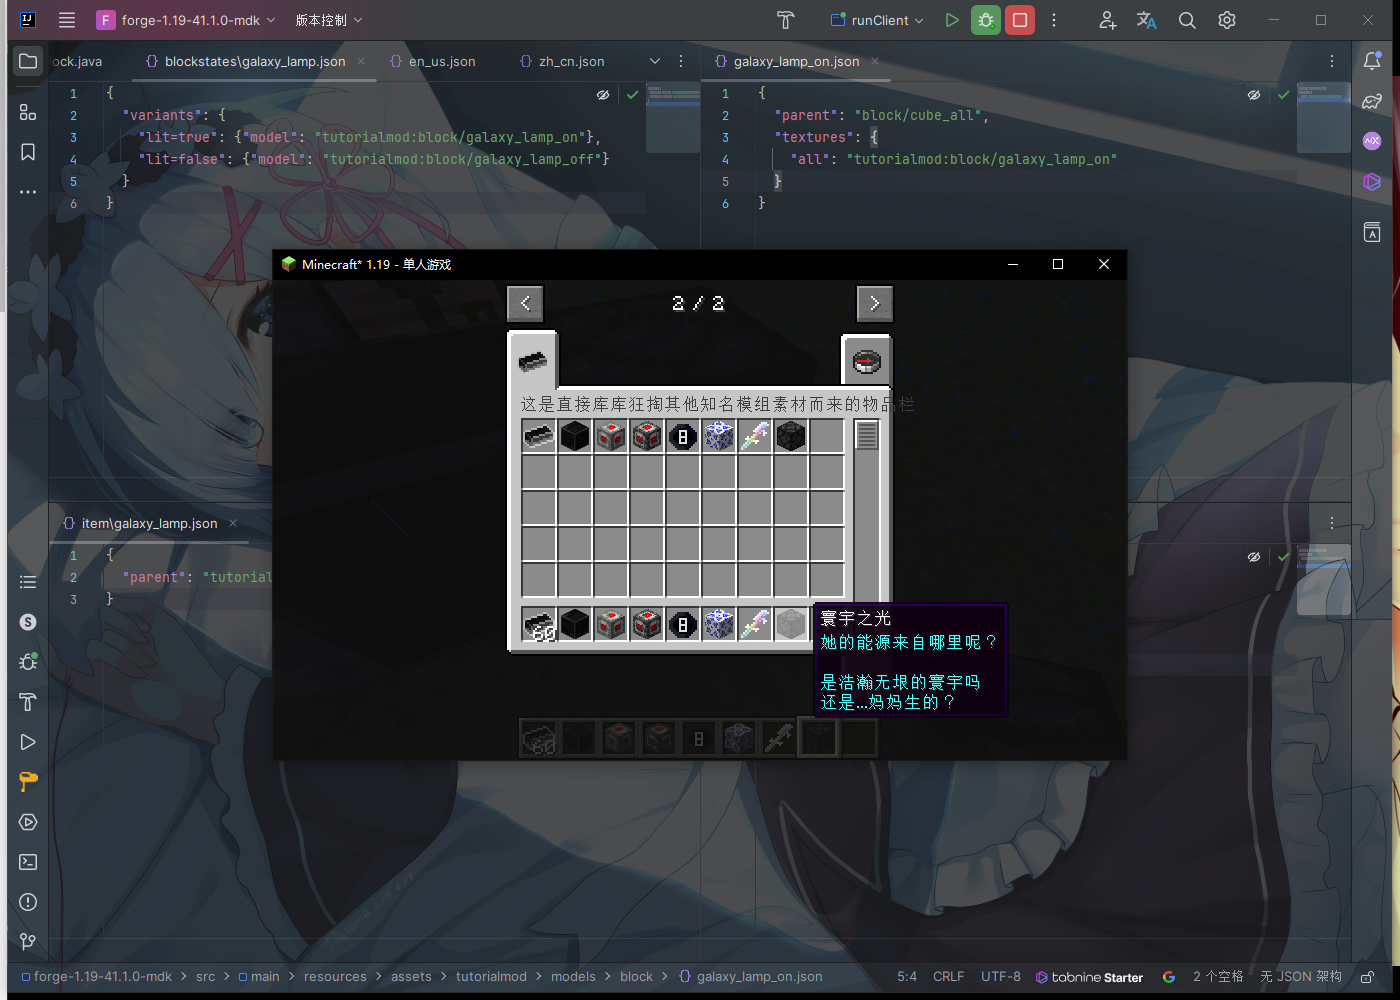 F forge-1.19-41.1.0-mdk 版本控制 runClient
ock.java
blockstates\galaxy_lamp.json
en_us.json
zh_cn.json
galaxy_lamp_on.json
1 {
2 "variants": {
3 "lit=true": {"model": "tutorialmod:block/galaxy_lamp_on"},
4 "lit=false": {"model": "tutorialmod:block/galaxy_lamp_off"}
5 }
6 }
1 {
2 "parent": "block/cube_all",
3 "textures": {
4 "all": "tutorialmod:block/galaxy_lamp_on"
5 }
6 }
item\galaxy_lamp.json
1 {
2 "parent": "tutorial
3 }
Minecraft* 1.19 - 单人游戏
< 2 / 2 >
这是直接库库狂掏其他知名模组素材而来的物品栏
8
60
8
寰宇之光
她的能源来自哪里呢？
是浩瀚无垠的寰宇吗
还是…妈妈生的？
60
8
forge-1.19-41.1.0-mdk > src > main > resources > assets > tutorialmod > models > block > galaxy_lamp_on.json
5:4 CRLF UTF-8 tabnine Starter G 2 个空格 无 JSON 架构